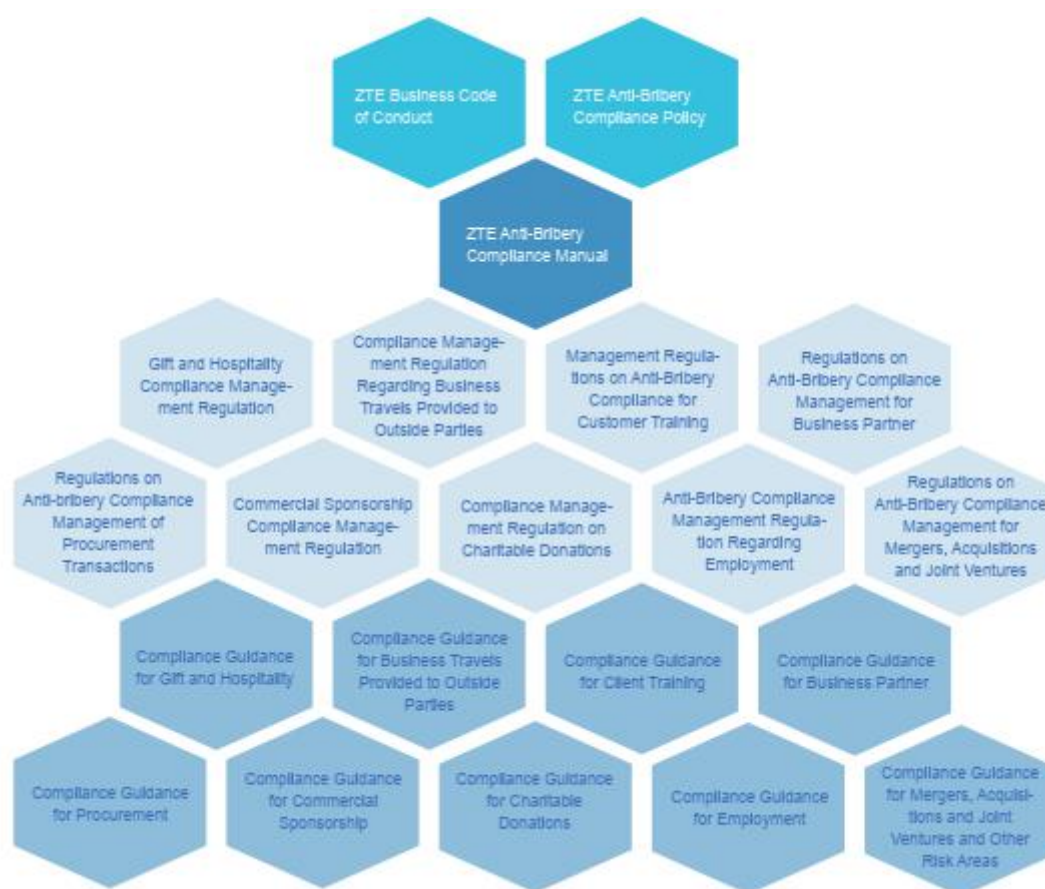 ZTE Business Code
of Conduct
ZTE Anti-Bribery
Compliance Policy
ZTE Anti-Bribery
Compliance Manual
Gift and Hospitality
Compliance Manage-
ment Regulation
Compliance Manage-
ment Regulation
Regarding Business
Travels Provided to
Outside Parties
Management Regula-
tions on Anti-Bribery
Compliance for
Customer Training
Regulations on
Anti-Bribery Compliance
Management for
Business Partner
Regulations on
Anti-bribery Compliance
Management of
Procurement
Transactions
Commercial Sponsorship
Compliance Manage-
ment Regulation
Compliance Manage-
ment Regulation on
Charitable Donations
Anti-Bribery Compliance
Management Regula-
tion Regarding
Employment
Regulations on
Anti-Bribery Compliance
Management for
Mergers, Acquisitions
and Joint Ventures
Compliance Guidance
for Gift and Hospitality
Compliance Guidance
for Business Travels
Provided to Outside
Parties
Compliance Guidance
for Client Training
Compliance Guidance
for Business Partner
Compliance Guidance
for Procurement
Compliance Guidance
for Commercial
Sponsorship
Compliance Guidance
for Charitable
Donations
Compliance Guidance
for Employment
Compliance Guidance
for Mergers, Acquisi-
tions and Joint
Ventures and Other
Risk Areas